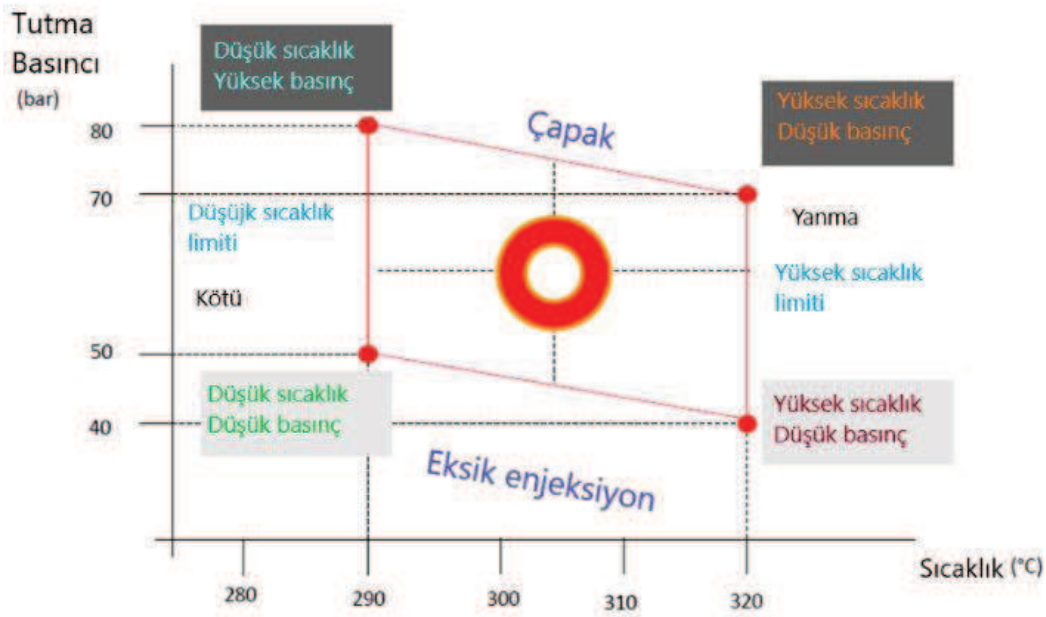 Tutma
Basıncı
(bar)
Düşük sıcaklık
Yüksek basınç
Yüksek sıcaklık
Düşük basınç
Çapak
80
70
Düşüjk sıcaklık
limiti
Yanma
Kötü
Yüksek sıcaklık
limiti
50
Düşük sıcaklık
Düşük basınç
Yüksek sıcaklık
Düşük basınç
40
Eksik enjeksiyon
Sıcaklık (°C)
280
290
300
310
320